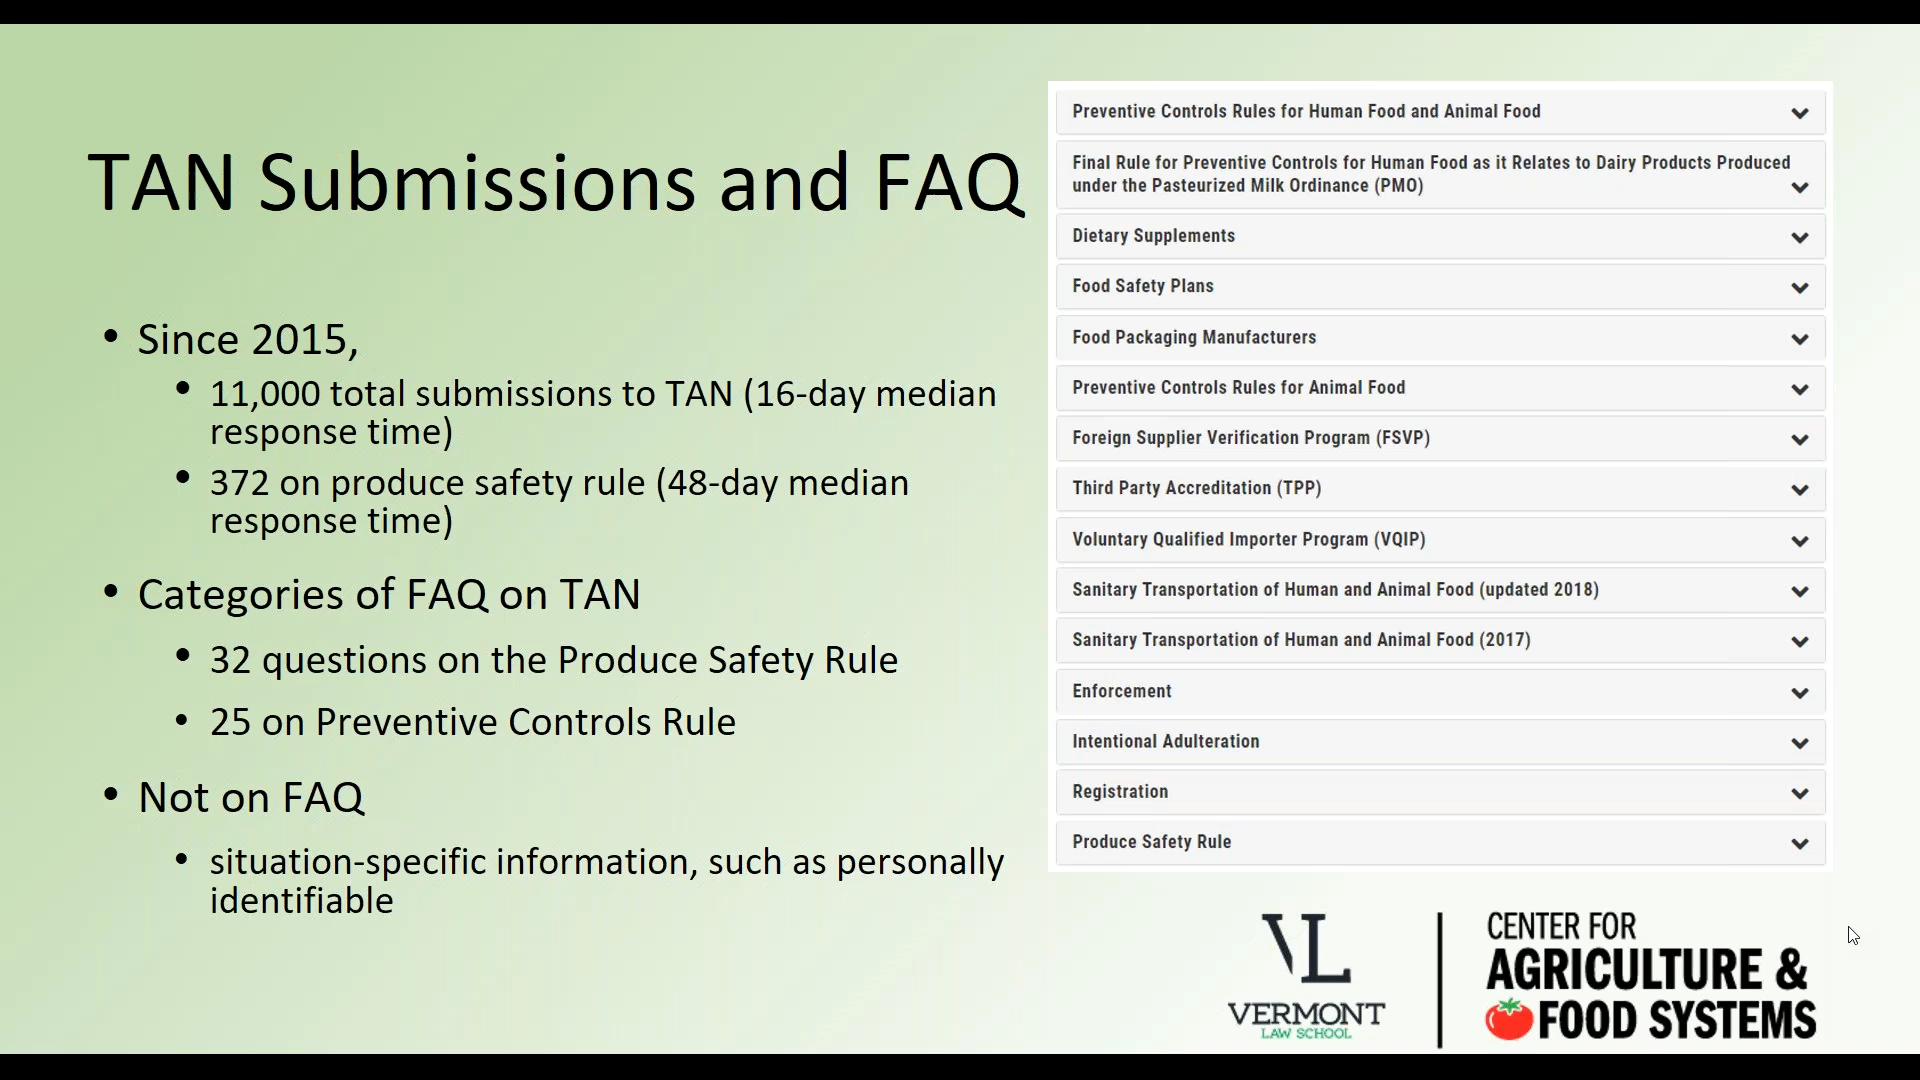 TAN Submissions and FAQ
• Since 2015,
• 11,000 total submissions to TAN (16-day median
response time)
• 372 on produce safety rule (48-day median
response time)
• Categories of FAQ on TAN
• 32 questions on the Produce Safety Rule
• 25 on Preventive Controls Rule
• Not on FAQ
• situation-specific information, such as personally
identifiable
Preventive Controls Rules for Human Food and Animal Food
Final Rule for Preventive Controls for Human Food as it Relates to Dairy Products Produced
under the Pasteurized Milk Ordinance (PMO)
Dietary Supplements
Food Safety Plans
Food Packaging Manufacturers
Preventive Controls Rules for Animal Food
Foreign Supplier Verification Program (FSVP)
Third Party Accreditation (TPP)
Voluntary Qualified Importer Program (VQIP)
Sanitary Transportation of Human and Animal Food (updated 2018)
Sanitary Transportation of Human and Animal Food (2017)
Enforcement
Intentional Adulteration
Registration
Produce Safety Rule
VL
VERMONT
LAW SCHOOL
CENTER FOR
AGRICULTURE &
FOOD SYSTEMS